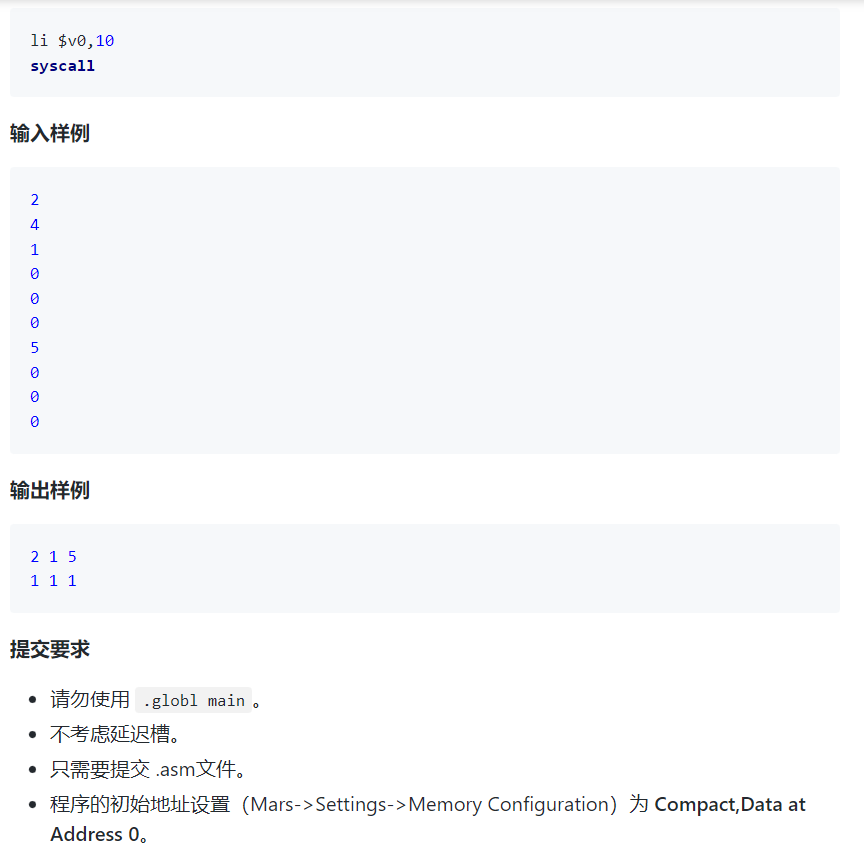 li $v0,10
syscall
输入样例
2
4
1
0
0
0
5
0
0
0
输出样例
2 1 5
1 1 1
提交要求
请勿使用 .globl main 。
不考虑延迟槽。
只需要提交 .asm文件。
程序的初始地址设置（Mars->Settings->Memory Configuration）为 Compact,Data at
Address 0。